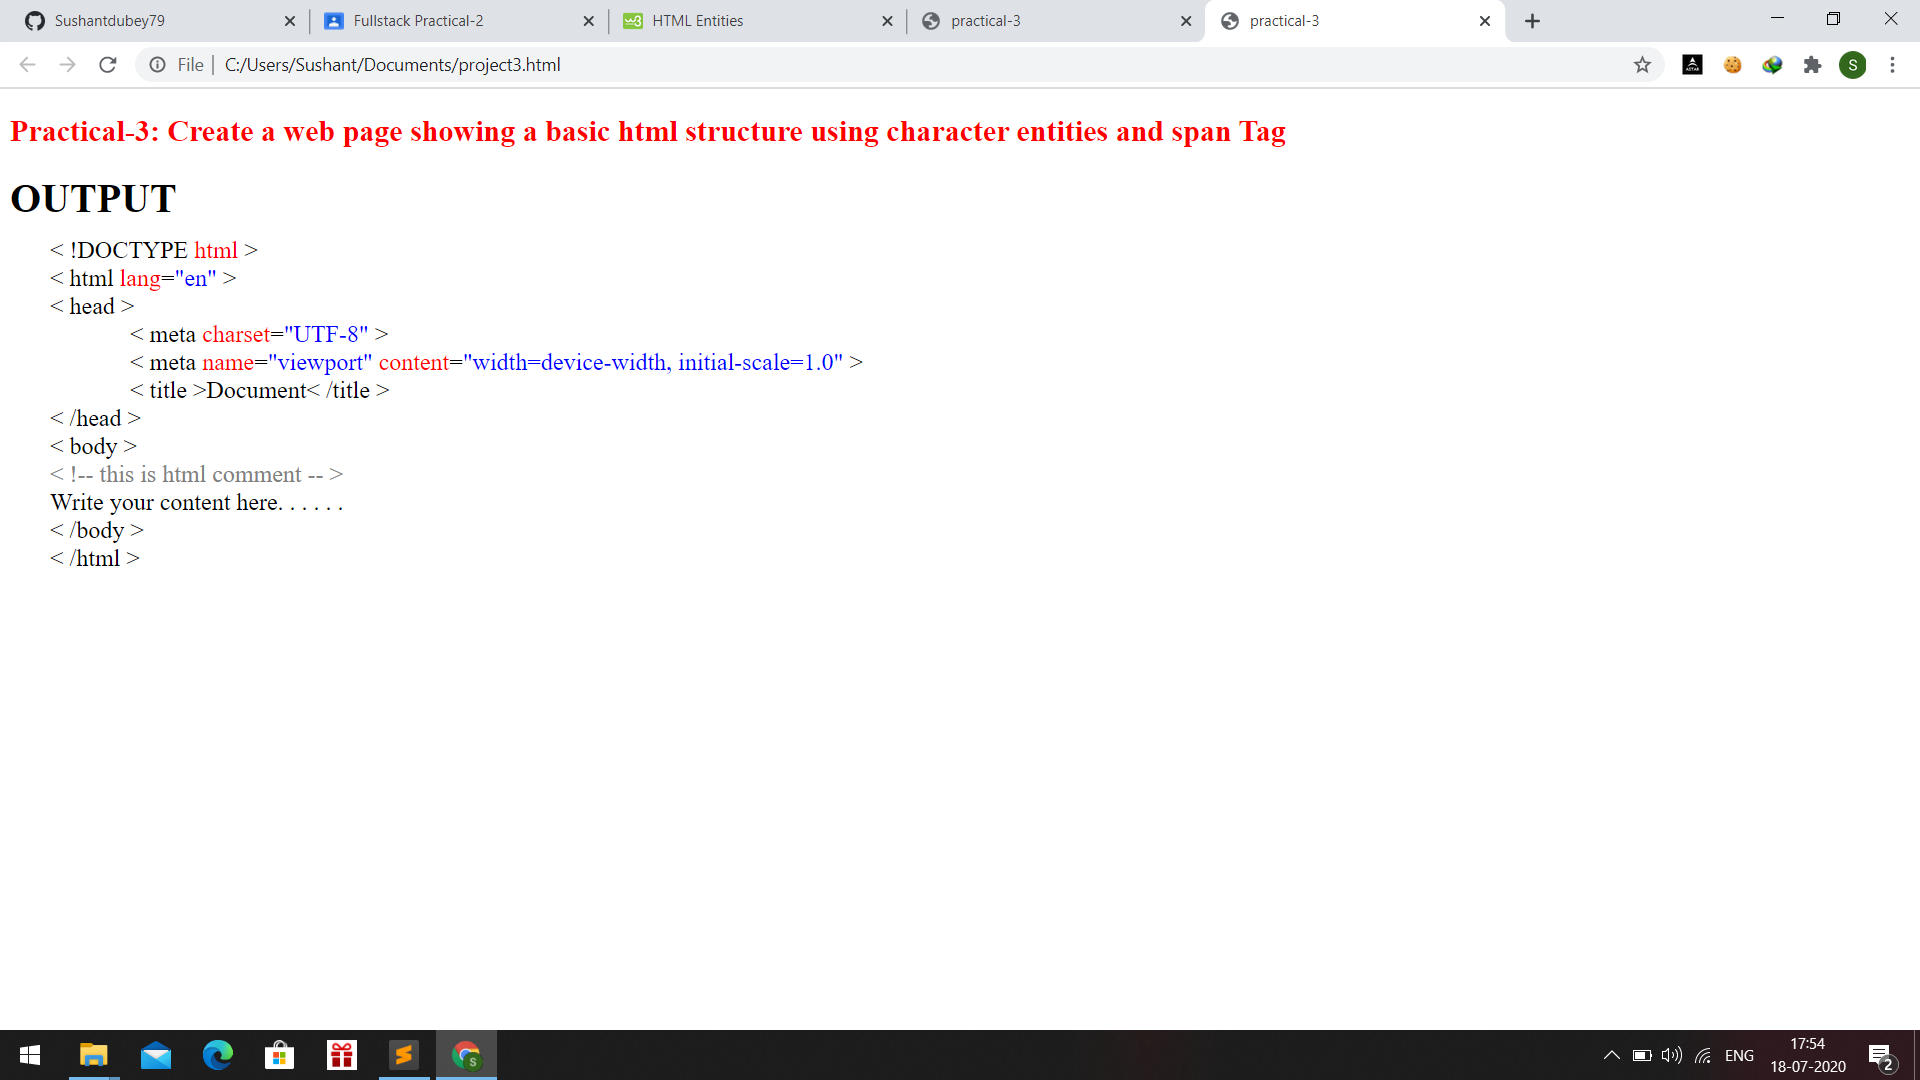 Sushantdubey79
Fullstack Practical-2
HTML Entities
practical-3
practical-3
File | C:/Users/Sushant/Documents/project3.html
ASTAR
S
Practical-3: Create a web page showing a basic html structure using character entities and span Tag
OUTPUT
< !DOCTYPE html >
< html lang="en" >
< head >
< meta charset="UTF-8" >
< meta name="viewport" content="width=device-width, initial-scale=1.0" >
< title >Document< /title >
< /head >
< body >
< !-- this is html comment -- >
Write your content here. . . . . .
< /body >
< /html >
S
ENG
17:54
18-07-2020
2